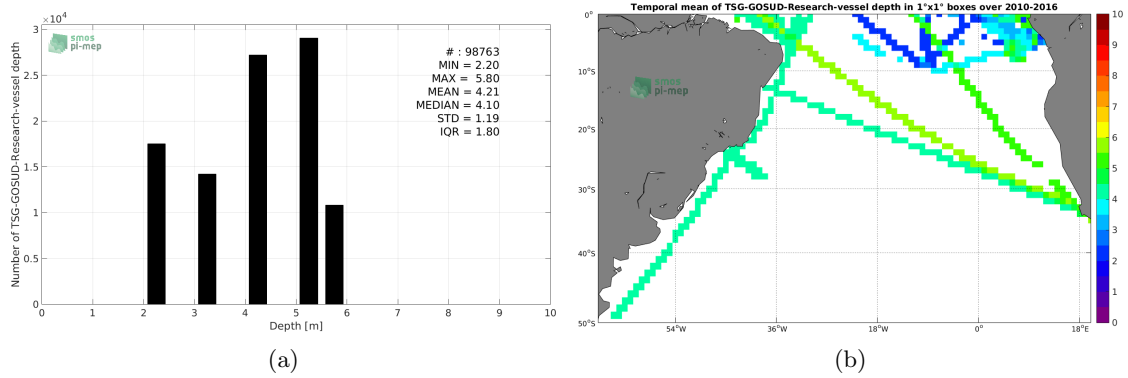 ×10⁴
smos
pi-mep
# : 98763
MIN = 2.20
MAX = 5.80
MEAN = 4.21
MEDIAN = 4.10
STD = 1.19
IQR = 1.80
3
2.5
2
1.5
1
0.5
0
Number of TSG-GOSUD-Research-vessel depth
0 1 2 3 4 5 6 7 8 9 10
Depth [m]
(a)
Temporal mean of TSG-GOSUD-Research-vessel depth in 1°x1° boxes over 2010-2016
smos
pi-mep
0°
10°S
20°S
30°S
40°S
50°S
54°W 36°W 18°W 0° 18°E
10
9
8
7
6
5
4
3
2
1
0
(b)